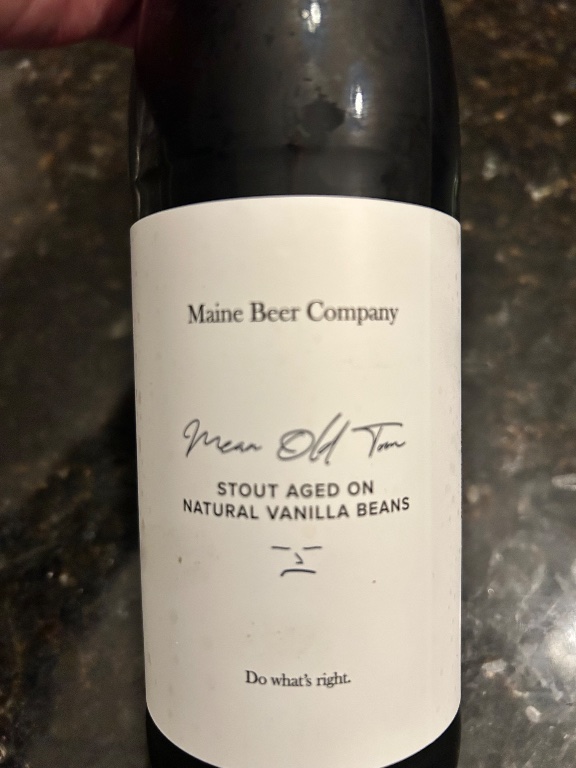 Maine Beer Company
Mean Old Tom
STOUT AGED ON
NATURAL VANILLA BEANS
Do what's right.